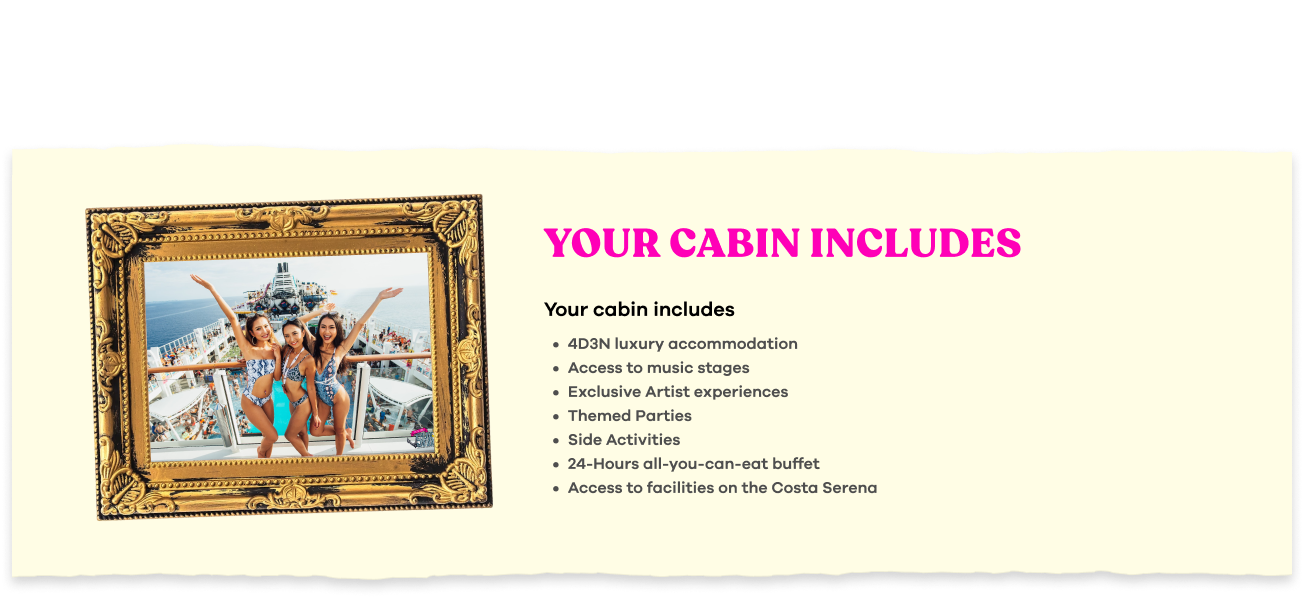 YOUR CABIN INCLUDES
Your cabin includes
• 4D3N luxury accommodation
• Access to music stages
• Exclusive Artist experiences
• Themed Parties
• Side Activities
• 24-Hours all-you-can-eat buffet
• Access to facilities on the Costa Serena